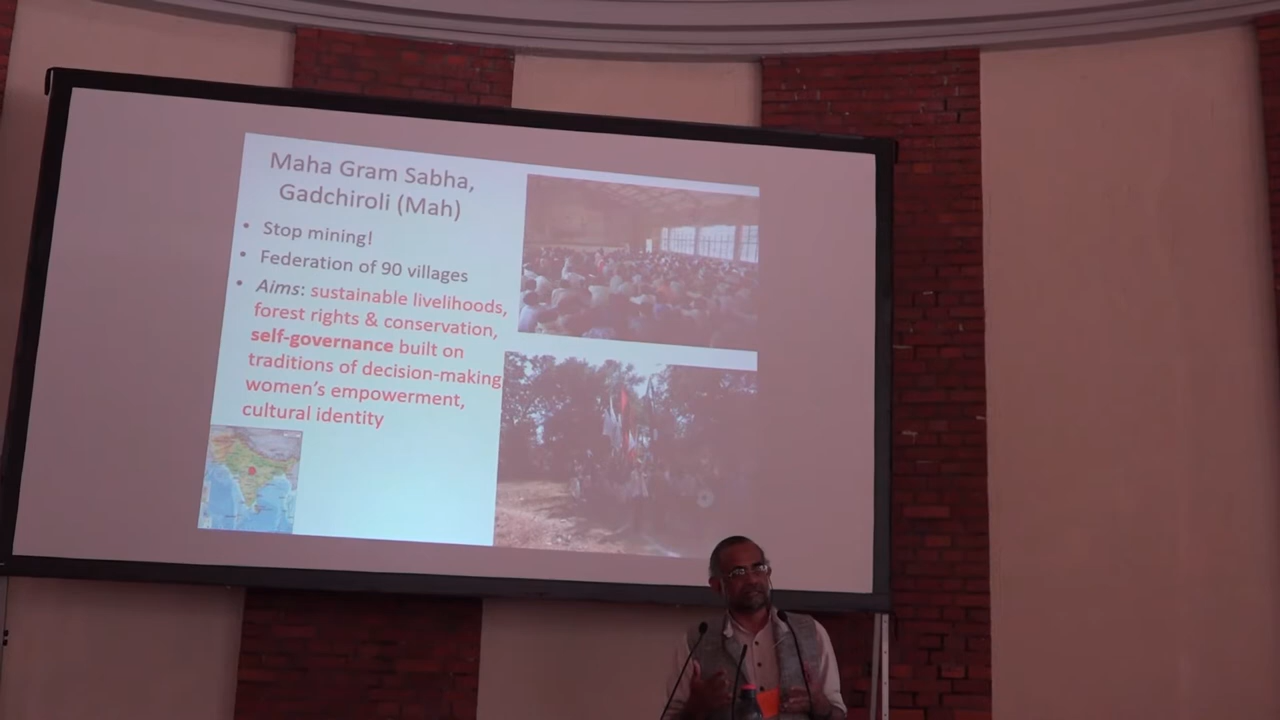 Maha Gram Sabha,
Gadchiroli (Mah)
• Stop mining!
• Federation of 90 villages
• Aims: sustainable livelihoods,
forest rights & conservation,
self-governance built on
traditions of decision-making
women's empowerment,
cultural identity